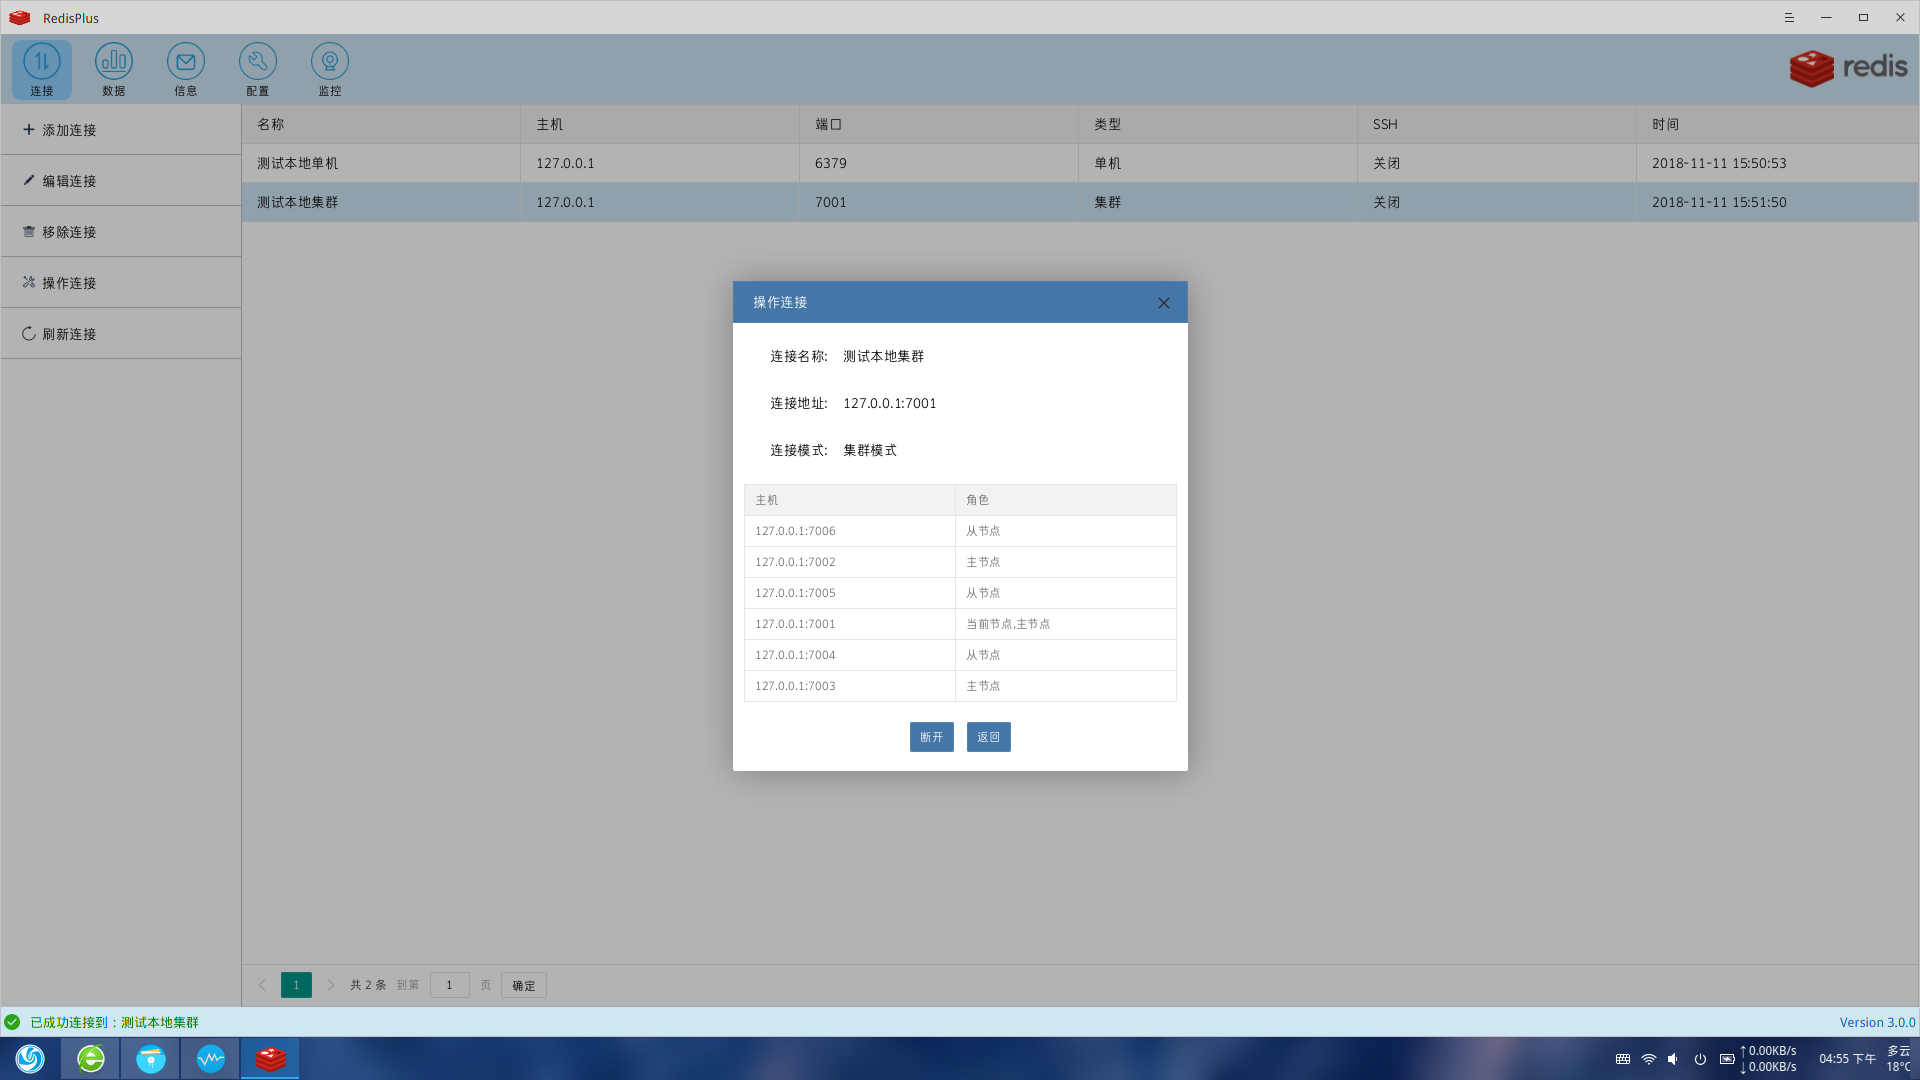 RedisPlus
连接 数据 信息 配置 监控
redis
添加连接
编辑连接
移除连接
操作连接
刷新连接
名称 主机 端口 类型 SSH 时间
测试本地单机 127.0.0.1 6379 单机 关闭 2018-11-11 15:50:53
测试本地集群 127.0.0.1 7001 集群 关闭 2018-11-11 15:51:50
操作连接
连接名称: 测试本地集群
连接地址: 127.0.0.1:7001
连接模式: 集群模式
主机 角色
127.0.0.1:7006 从节点
127.0.0.1:7002 主节点
127.0.0.1:7005 从节点
127.0.0.1:7001 当前节点,主节点
127.0.0.1:7004 从节点
127.0.0.1:7003 主节点
断开 返回
1 共 2 条 到第 1 页 确定
已成功连接到：测试本地集群 Version 3.0.0
↑0.00KB/s
↓0.00KB/s
04:55 下午
多云
18°C